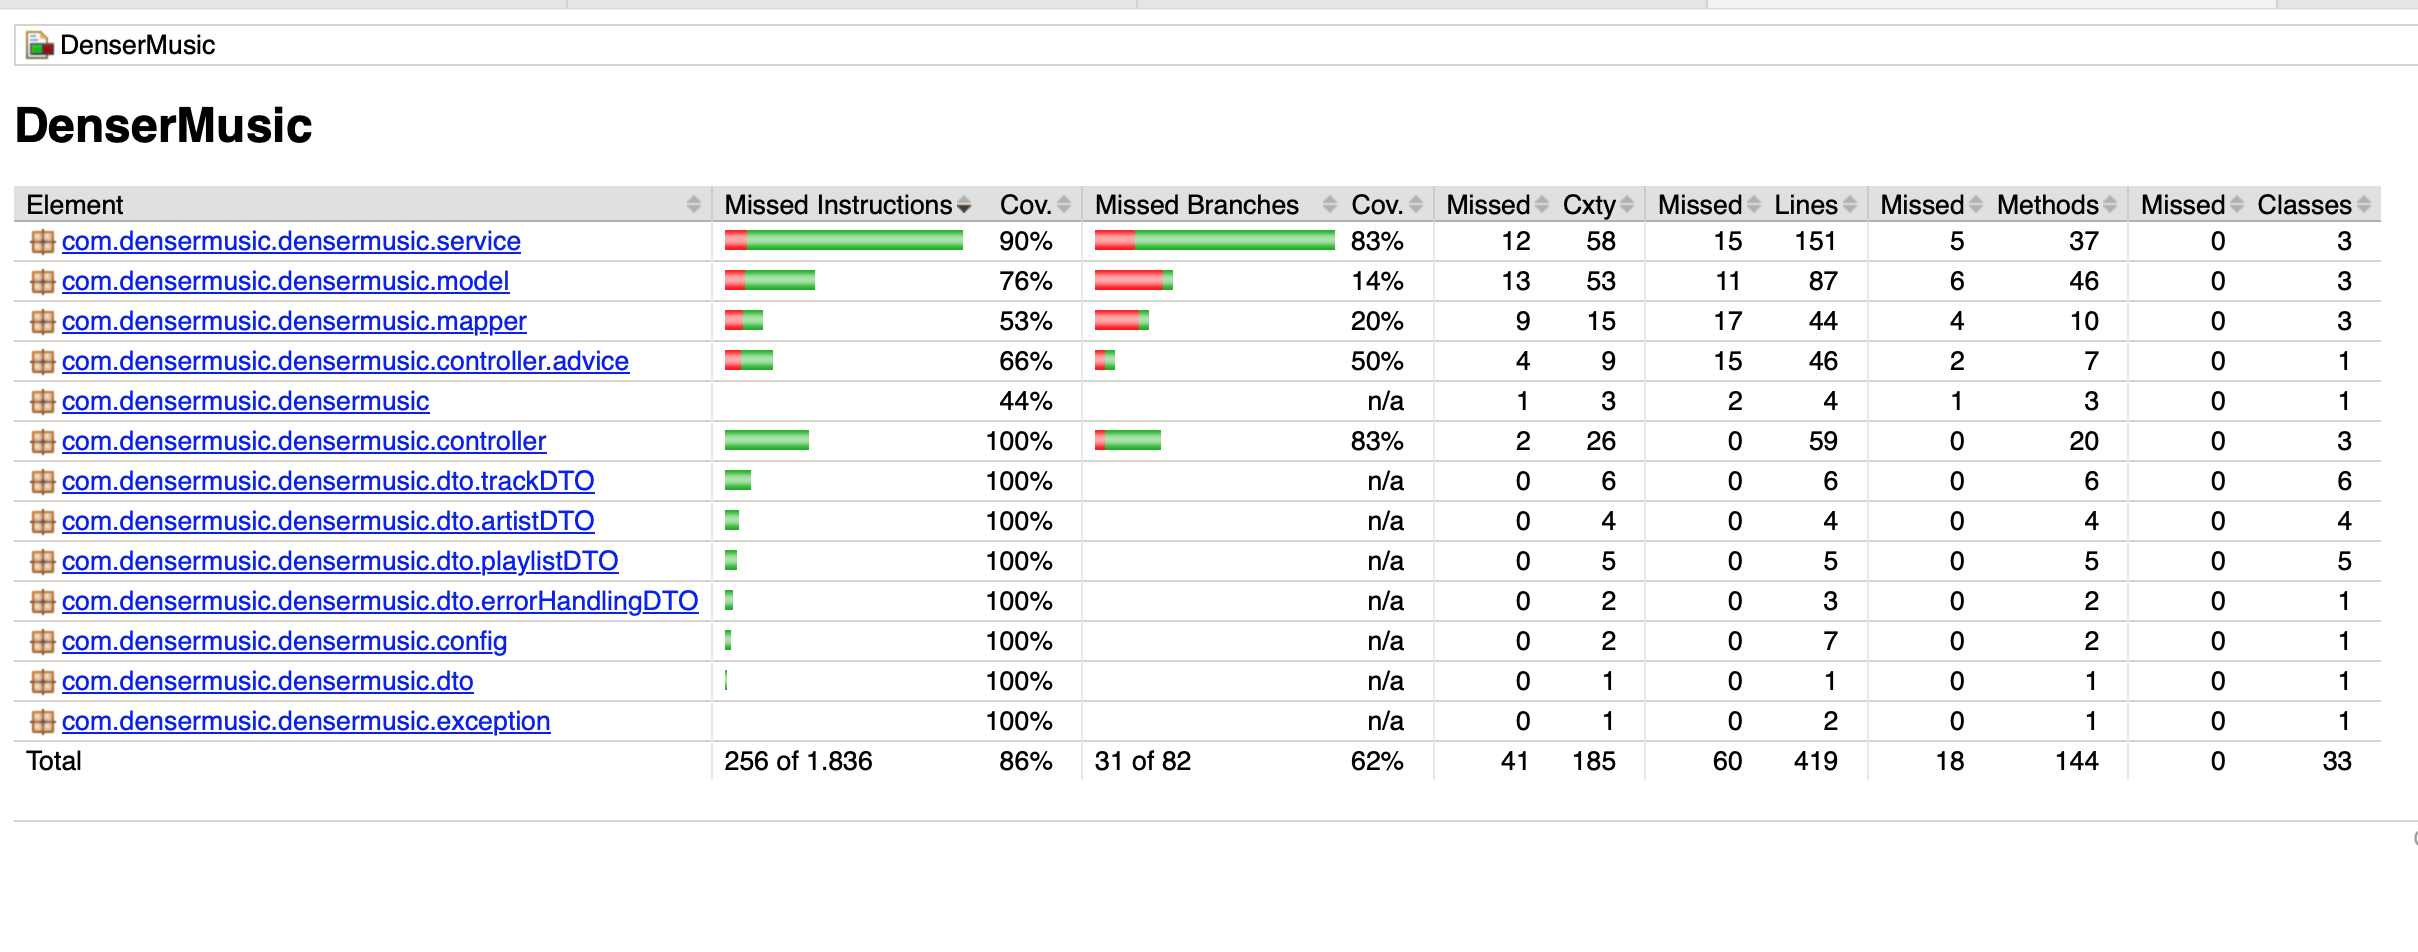 DenserMusic
DenserMusic
Element Missed Instructions Cov. Missed Branches Cov. Missed Cxty Missed Lines Missed Methods Missed Classes
com.densermusic.densermusic.service 90% 83% 12 58 15 151 5 37 0 3
com.densermusic.densermusic.model 76% 14% 13 53 11 87 6 46 0 3
com.densermusic.densermusic.mapper 53% 20% 9 15 17 44 4 10 0 3
com.densermusic.densermusic.controller.advice 66% 50% 4 9 15 46 2 7 0 1
com.densermusic.densermusic 44% n/a 1 3 2 4 1 3 0 1
com.densermusic.densermusic.controller 100% 83% 2 26 0 59 0 20 0 3
com.densermusic.densermusic.dto.trackDTO 100% n/a 0 6 0 6 0 6 0 6
com.densermusic.densermusic.dto.artistDTO 100% n/a 0 4 0 4 0 4 0 4
com.densermusic.densermusic.dto.playlistDTO 100% n/a 0 5 0 5 0 5 0 5
com.densermusic.densermusic.dto.errorHandlingDTO 100% n/a 0 2 0 3 0 2 0 1
com.densermusic.densermusic.config 100% n/a 0 2 0 7 0 2 0 1
com.densermusic.densermusic.dto 100% n/a 0 1 0 1 0 1 0 1
com.densermusic.densermusic.exception 100% n/a 0 1 0 2 0 1 0 1
Total 256 of 1.836 86% 31 of 82 62% 41 185 60 419 18 144 0 33